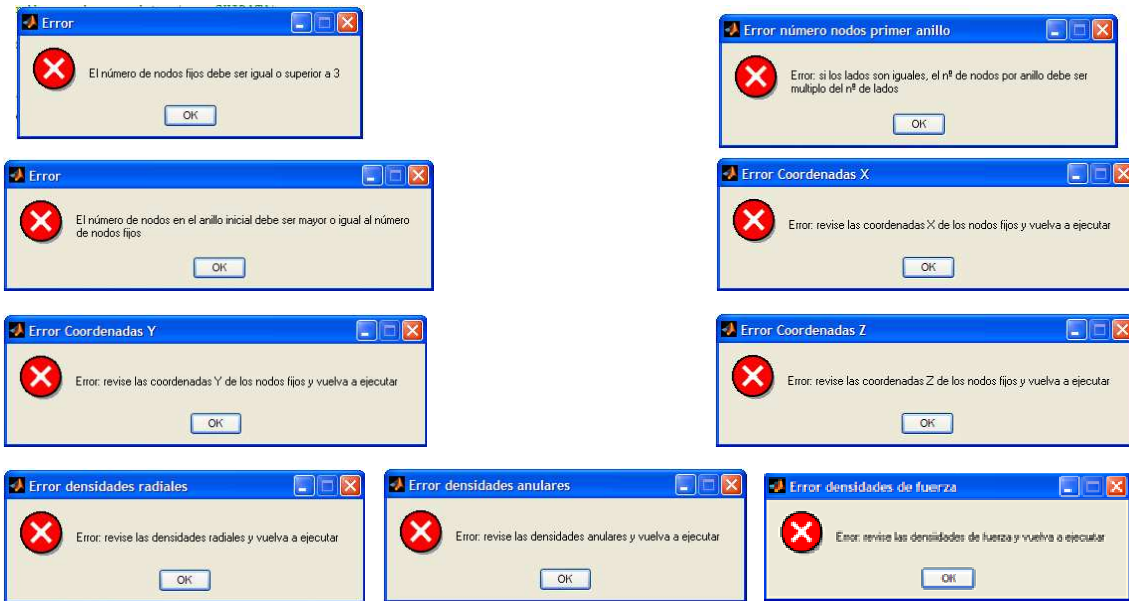 Error
El número de nodos fijos debe ser igual o superior a 3
OK
Error número nodos primer anillo
Error: si los lados son iguales, el nº de nodos por anillo debe ser
multiplo del nº de lados
OK
Error
El número de nodos en el anillo inicial debe ser mayor o igual al número
de nodos fijos
OK
Error Coordenadas X
Error: revise las coordenadas X de los nodos fijos y vuelva a ejecutar
OK
Error Coordenadas Y
Error: revise las coordenadas Y de los nodos fijos y vuelva a ejecutar
OK
Error Coordenadas Z
Error: revise las coordenadas Z de los nodos fijos y vuelva a ejecutar
OK
Error densidades radiales
Error: revise las densidades radiales y vuelva a ejecutar
OK
Error densidades anulares
Error: revise las densidades anulares y vuelva a ejecutar
OK
Error densidades de fuerza
Error: revise las densidades de fuerza y vuelva a ejecutar
OK